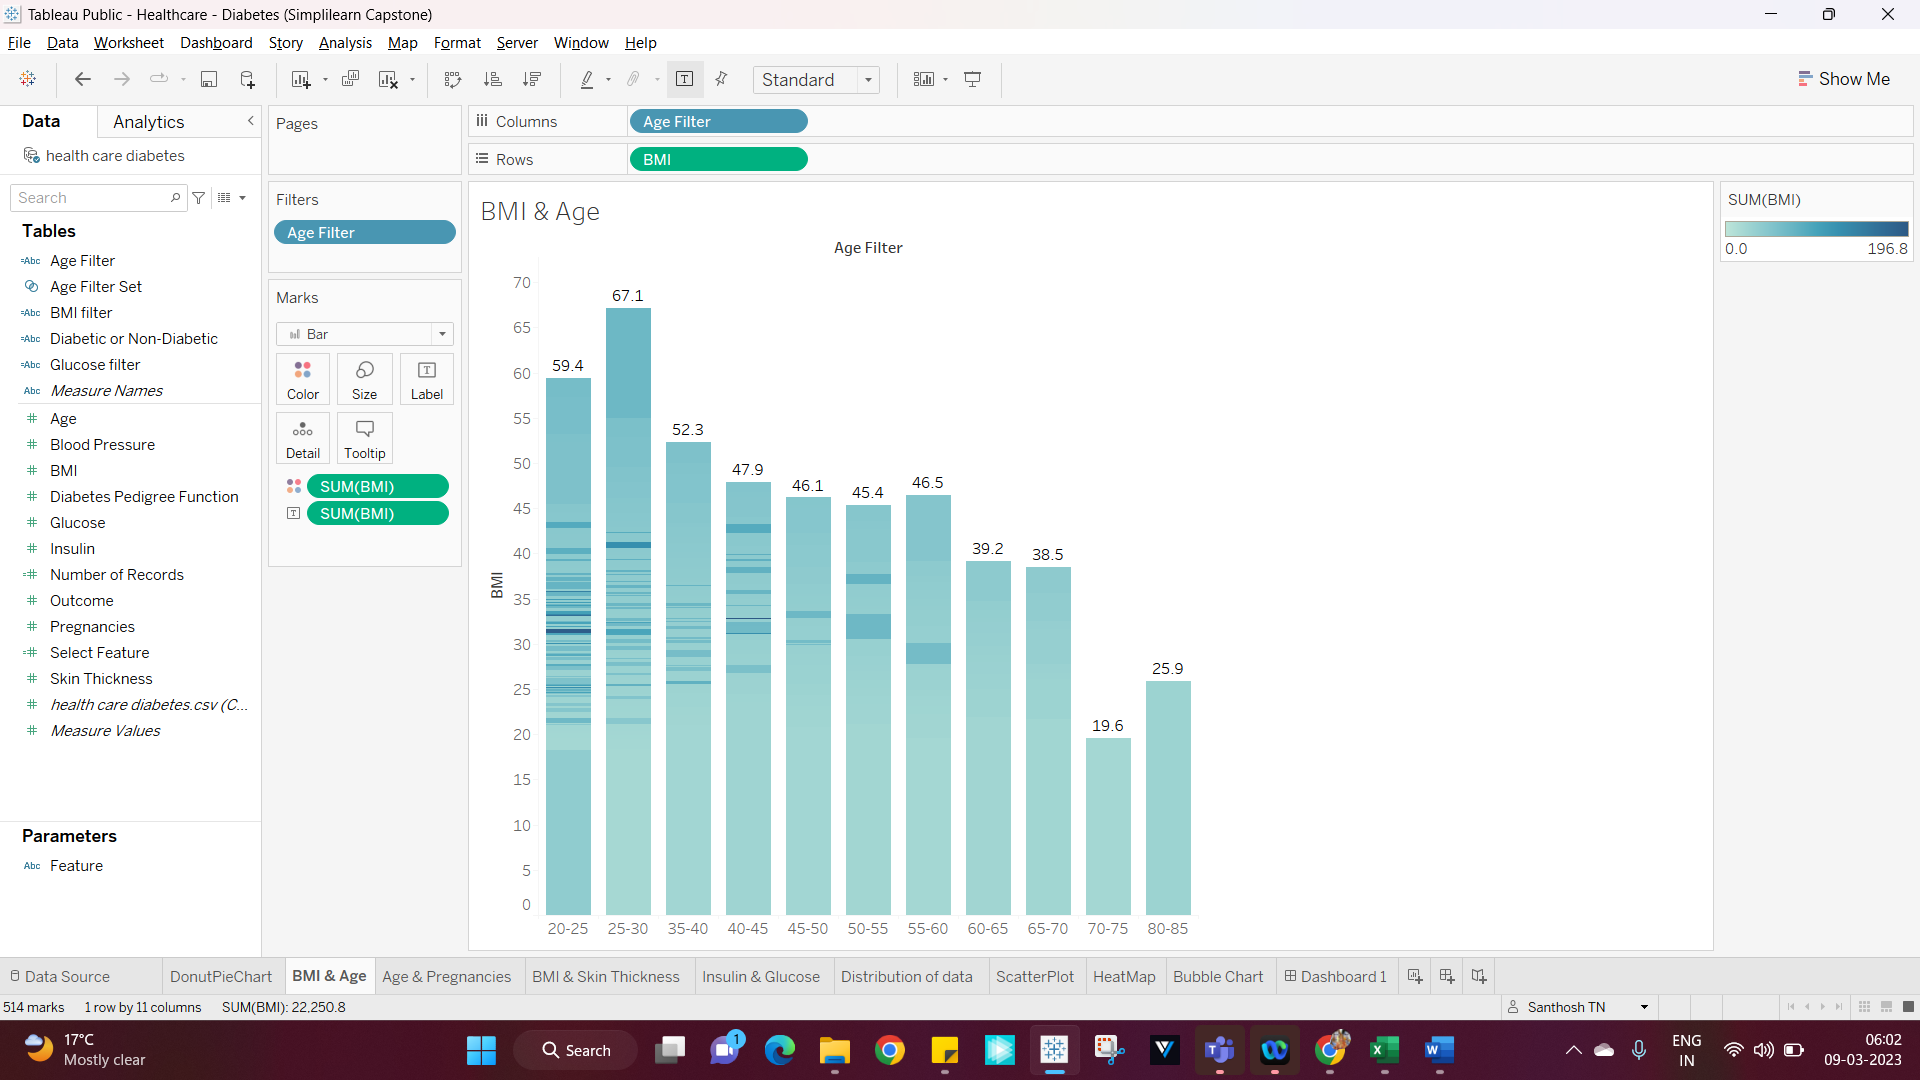 Tableau Public - Healthcare - Diabetes (Simplilearn Capstone)
File Data Worksheet Dashboard Story Analysis Map Format Server Window Help
Standard
Show Me
Data Analytics
health care diabetes
Search
Tables
Abc Age Filter
Age Filter Set
Abc BMI filter
Abc Diabetic or Non-Diabetic
Abc Glucose filter
Abc Measure Names
Age
Blood Pressure
BMI
Diabetes Pedigree Function
Glucose
Insulin
Number of Records
Outcome
Pregnancies
Select Feature
Skin Thickness
health care diabetes.csv (C...
Measure Values
Parameters
Abc Feature
Pages
Filters
Age Filter
Marks
Bar
Color Size Label
Detail Tooltip
SUM(BMI)
SUM(BMI)
Columns Age Filter
Rows BMI
BMI & Age
Age Filter
BMI
70
65
60
55
50
45
40
35
30
25
20
15
10
5
0
59.4 67.1 52.3 47.9 46.1 45.4 46.5 39.2 38.5 19.6 25.9
20-25 25-30 35-40 40-45 45-50 50-55 55-60 60-65 65-70 70-75 80-85
SUM(BMI)
0.0 196.8
Data Source DonutPieChart BMI & Age Age & Pregnancies BMI & Skin Thickness Insulin & Glucose Distribution of data ScatterPlot HeatMap Bubble Chart Dashboard 1
514 marks 1 row by 11 columns SUM(BMI): 22,250.8 Santhosh TN
17°C
Mostly clear
Search
1
ENG
IN
06:02
09-03-2023